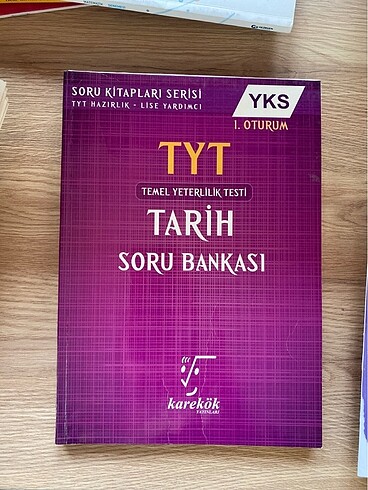 SORU KİTAPLARI SERİSİ
TYT HAZIRLIK - LİSE YARDIMCI
YKS
1. OTURUM
TYT
TEMEL YETERLİLİK TESTİ
TARİH
SORU BANKASI
karekök
YAYINLARI